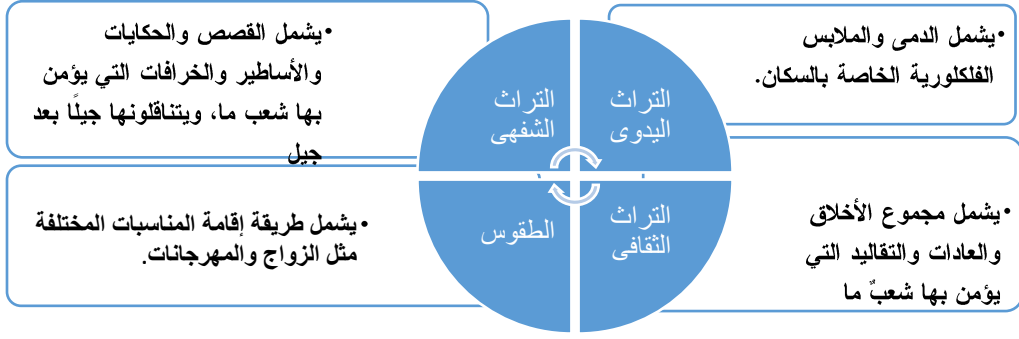 •يشمل الدمى والملابس
الفلكلورية الخاصة بالسكان.
التراث
اليدوى
•يشمل القصص والحكايات
والأساطير والخرافات التي يؤمن
بها شعب ما، ويتناقلونها جيلًا بعد
جيل
التراث
الشفهى
•يشمل مجموع الأخلاق
والعادات والتقاليد التي
يؤمن بها شعبٌ ما
التراث
الثقافى
•يشمل طريقة إقامة المناسبات المختلفة
مثل الزواج والمهرجانات.
الطقوس